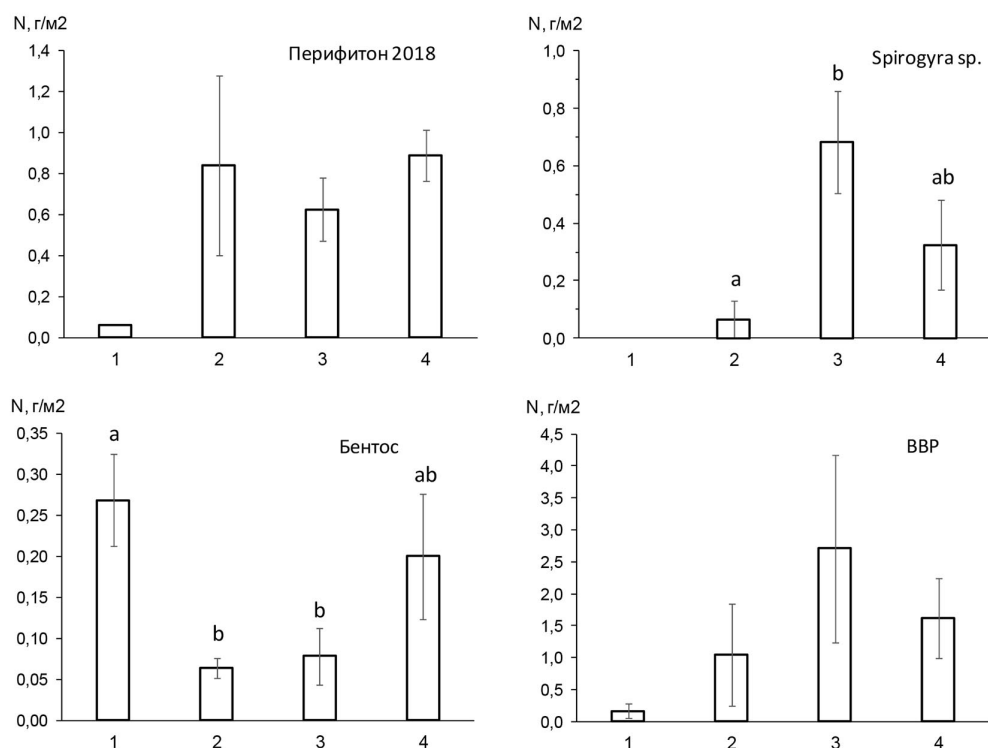 N, г/м2
Перифитон 2018
1,4
1,2
1,0
0,8
0,6
0,4
0,2
0,0
1 2 3 4
N, г/м2
Spirogyra sp.
1,0
0,8
0,6
0,4
0,2
0,0
a b ab
1 2 3 4
N, г/м2
Бентос
0,35
0,30
0,25
0,20
0,15
0,10
0,05
0,00
a b b ab
1 2 3 4
N, г/м2
ВВР
4,5
4,0
3,5
3,0
2,5
2,0
1,5
1,0
0,5
0,0
1 2 3 4